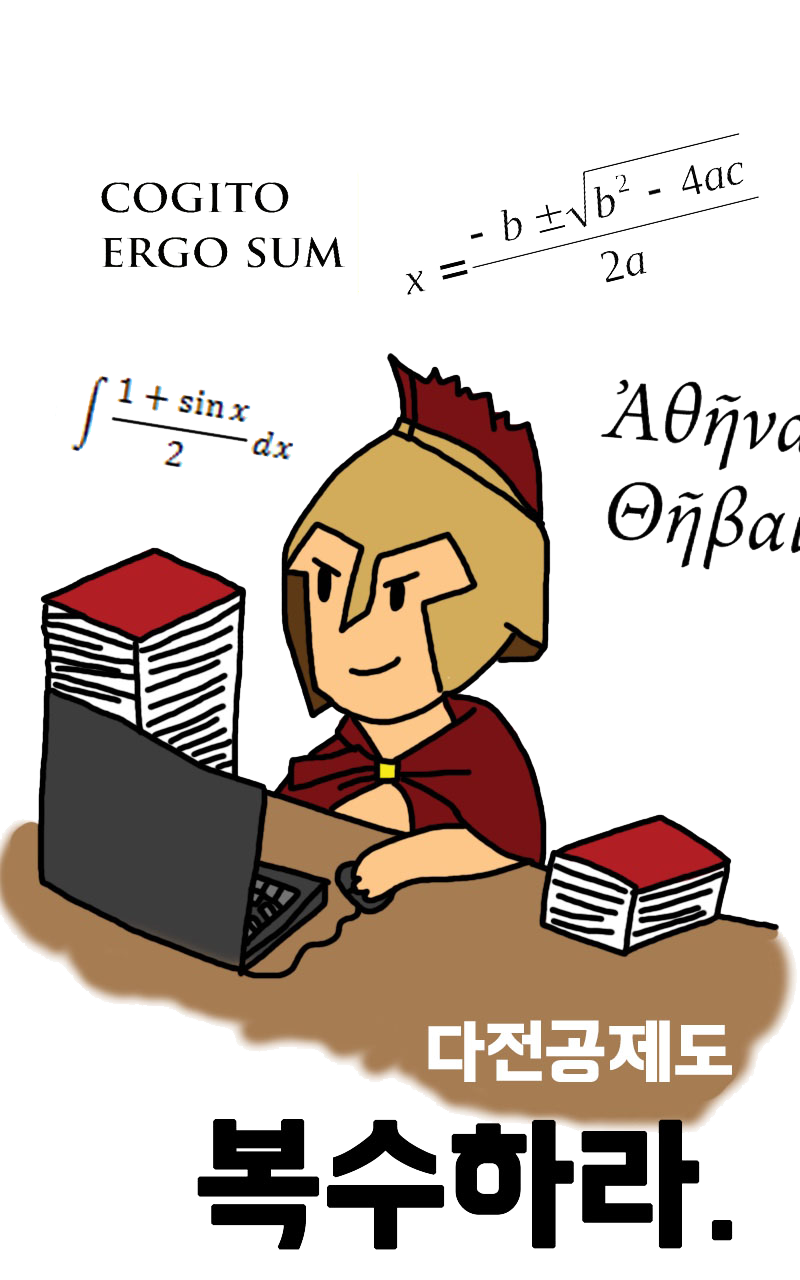 COGITO
ERGO SUM
x = - b ± √b² - 4ac / 2a
∫ 1 + sin x / 2 dx
Ἀθῆνα
Θῆβαι
다전공제도
복수하라.